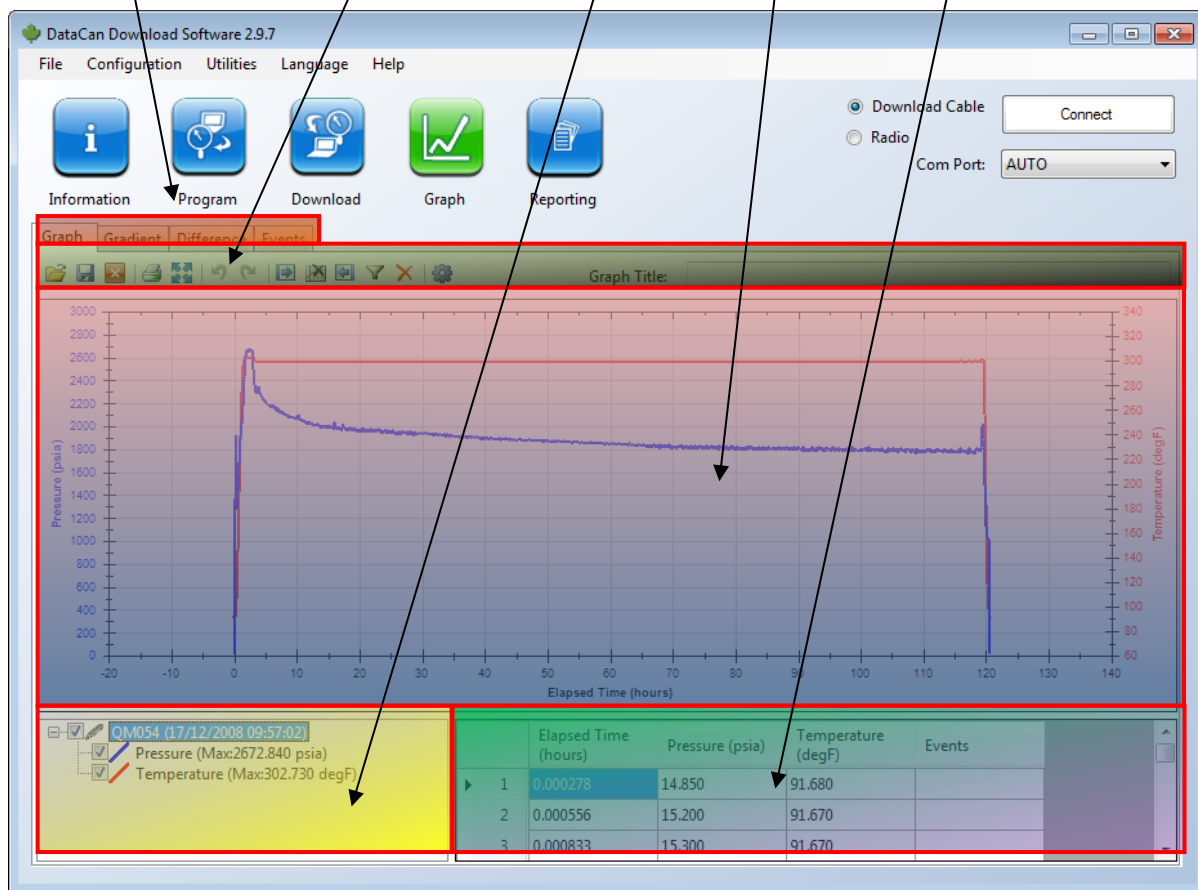 DataCan Download Software 2.9.7
File Configuration Utilities Language Help
Download Cable
Radio
Connect
Com Port: AUTO
Information Program Download Graph Reporting
Graph Gradient Difference Events
Graph Title:
3000
2800
2600
2400
2200
2000
1800
1600
1400
1200
1000
800
600
400
200
0
Pressure (psia)
340
320
300
280
260
240
220
200
180
160
140
120
100
80
60
Temperature (degF)
-20 -10 0 10 20 30 40 50 60 70 80 90 100 110 120 130 140
Elapsed Time (hours)
QM054 (17/12/2008 09:57:02)
Pressure (Max:2672.840 psia)
Temperature (Max:302.730 degF)
Elapsed Time (hours) Pressure (psia) Temperature (degF) Events
1 0.000278 14.850 91.680
2 0.000556 15.200 91.670
3 0.000833 15.300 91.670